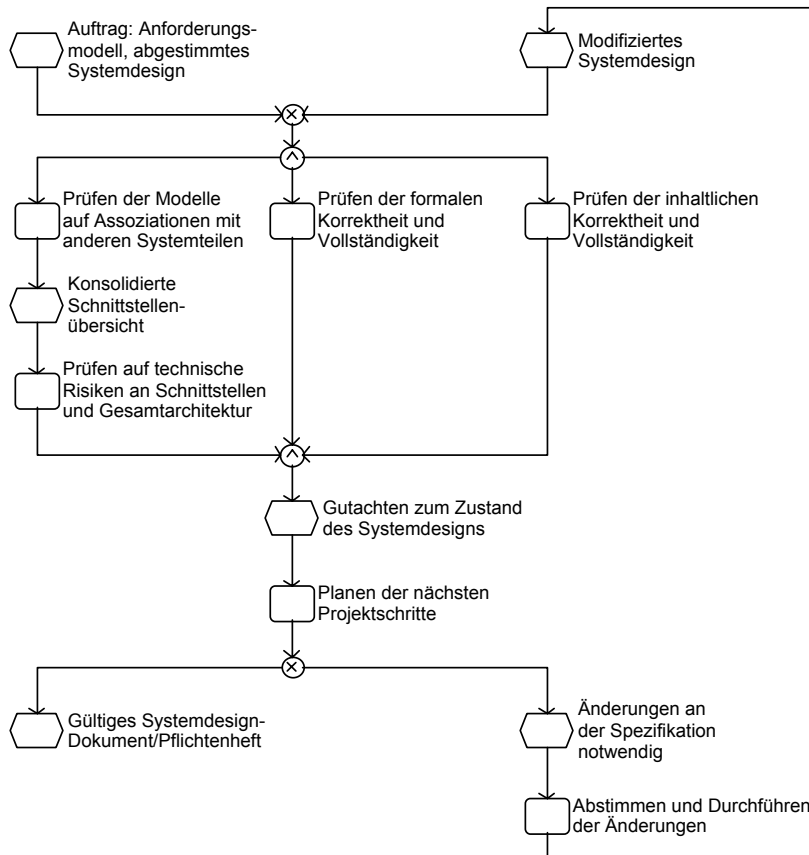 Auftrag: Anforderungs-
modell, abgestimmtes
Systemdesign
Modifiziertes
Systemdesign
Prüfen der Modelle
auf Assoziationen mit
anderen Systemteilen
Prüfen der formalen
Korrektheit und
Vollständigkeit
Prüfen der inhaltlichen
Korrektheit und
Vollständigkeit
Konsolidierte
Schnittstellen-
übersicht
Prüfen auf technische
Risiken an Schnittstellen
und Gesamtarchitektur
Gutachten zum Zustand
des Systemdesigns
Planen der nächsten
Projektschritte
Gültiges Systemdesign-
Dokument/Pflichtenheft
Änderungen an
der Spezifikation
notwendig
Abstimmen und Durchführen
der Änderungen